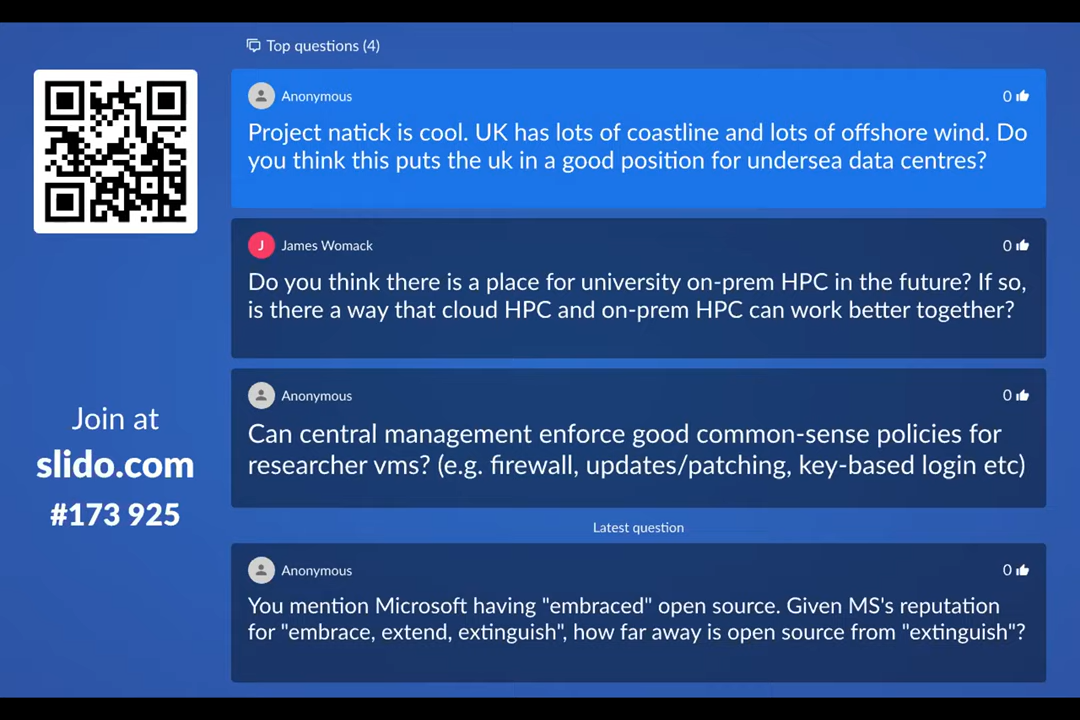 Top questions (4)
Anonymous
0
Project natick is cool. UK has lots of coastline and lots of offshore wind. Do
you think this puts the uk in a good position for undersea data centres?
J
James Womack
0
Do you think there is a place for university on-prem HPC in the future? If so,
is there a way that cloud HPC and on-prem HPC can work better together?
Anonymous
0
Can central management enforce good common-sense policies for
researcher vms? (e.g. firewall, updates/patching, key-based login etc)
Latest question
Anonymous
0
You mention Microsoft having "embraced" open source. Given MS's reputation
for "embrace, extend, extinguish", how far away is open source from "extinguish"?
Join at
slido.com
#173 925